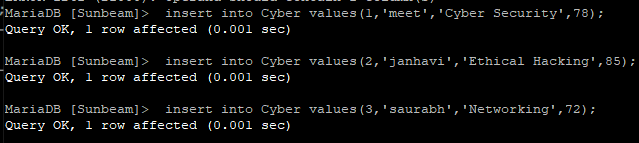 MariaDB [Sunbeam]>  insert into Cyber values(1,'meet','Cyber Security',78);
Query OK, 1 row affected (0.001 sec)
MariaDB [Sunbeam]>  insert into Cyber values(2,'janhavi','Ethical Hacking',85);
Query OK, 1 row affected (0.001 sec)
MariaDB [Sunbeam]>  insert into Cyber values(3,'saurabh','Networking',72);
Query OK, 1 row affected (0.001 sec)